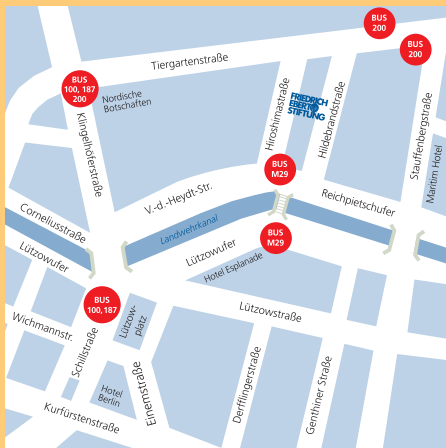 BUS
200
BUS
200
Tiergartenstraße
BUS
100, 187
200
Nordische
Botschaften
FRIEDRICH
EBERT
STIFTUNG
Hiroshimastraße
Hildebrandstraße
Stauffenbergstraße
Maritim Hotel
Klingelhöferstraße
BUS
M29
V.-d.-Heydt-Str.
Reichpietschufer
Corneliusstraße
Landwehrkanal
BUS
M29
Lützowufer
Lützowufer
Hotel Esplanade
BUS
100,187
Lützow-
platz
Lützowstraße
Wichmannstr.
Schillstraße
Einemstraße
Derfflingerstraße
Genthiner Straße
Hotel
Berlin
Kurfürstenstraße